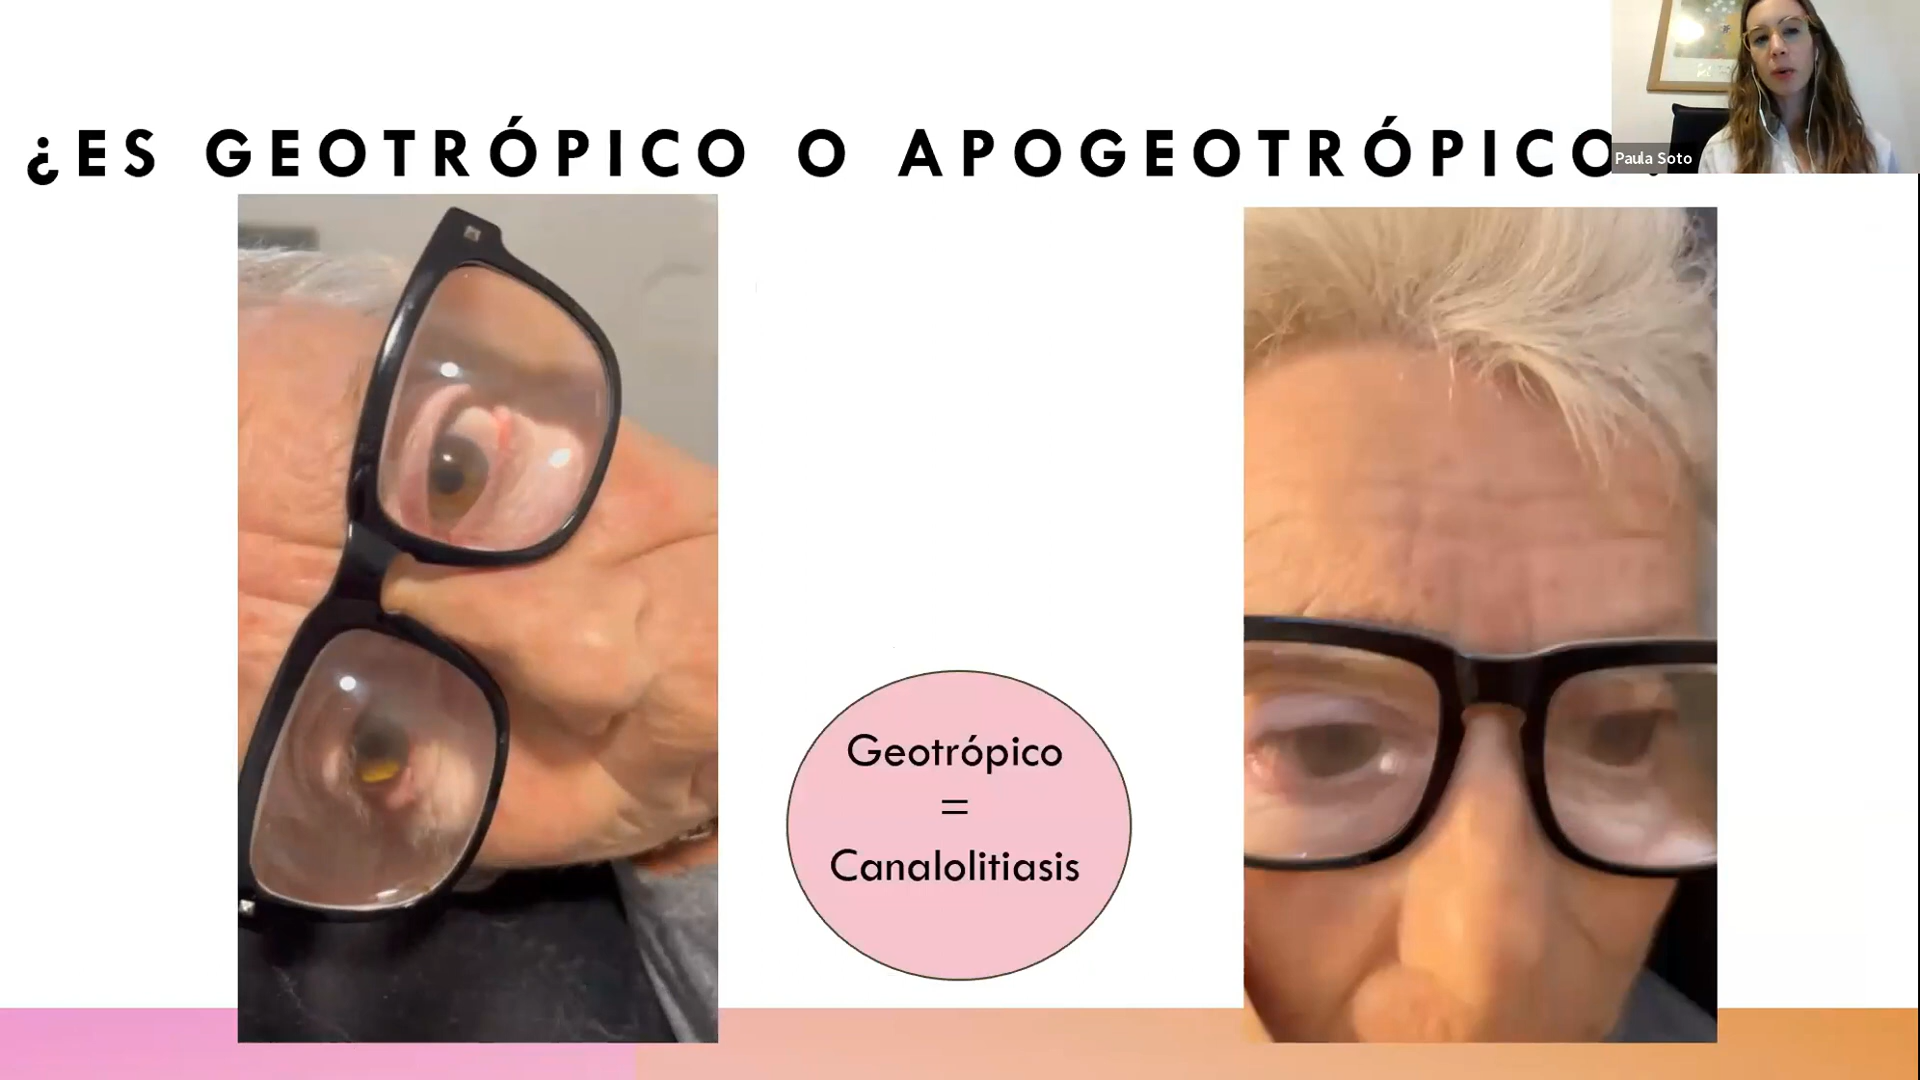 ¿ES GEOTRÓPICO O APOGEOTRÓPICO
Paula Soto
Geotrópico
=
Canalolitiasis